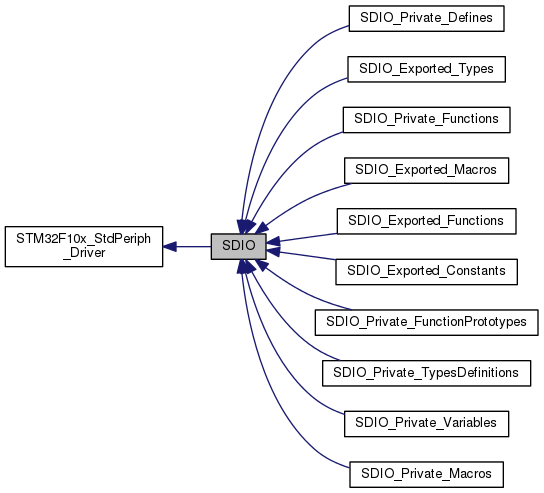 SDIO_Private_Defines
SDIO_Exported_Types
SDIO_Private_Functions
SDIO_Exported_Macros
SDIO_Exported_Functions
STM32F10x_StdPeriph
_Driver
SDIO
SDIO_Exported_Constants
SDIO_Private_FunctionPrototypes
SDIO_Private_TypesDefinitions
SDIO_Private_Variables
SDIO_Private_Macros